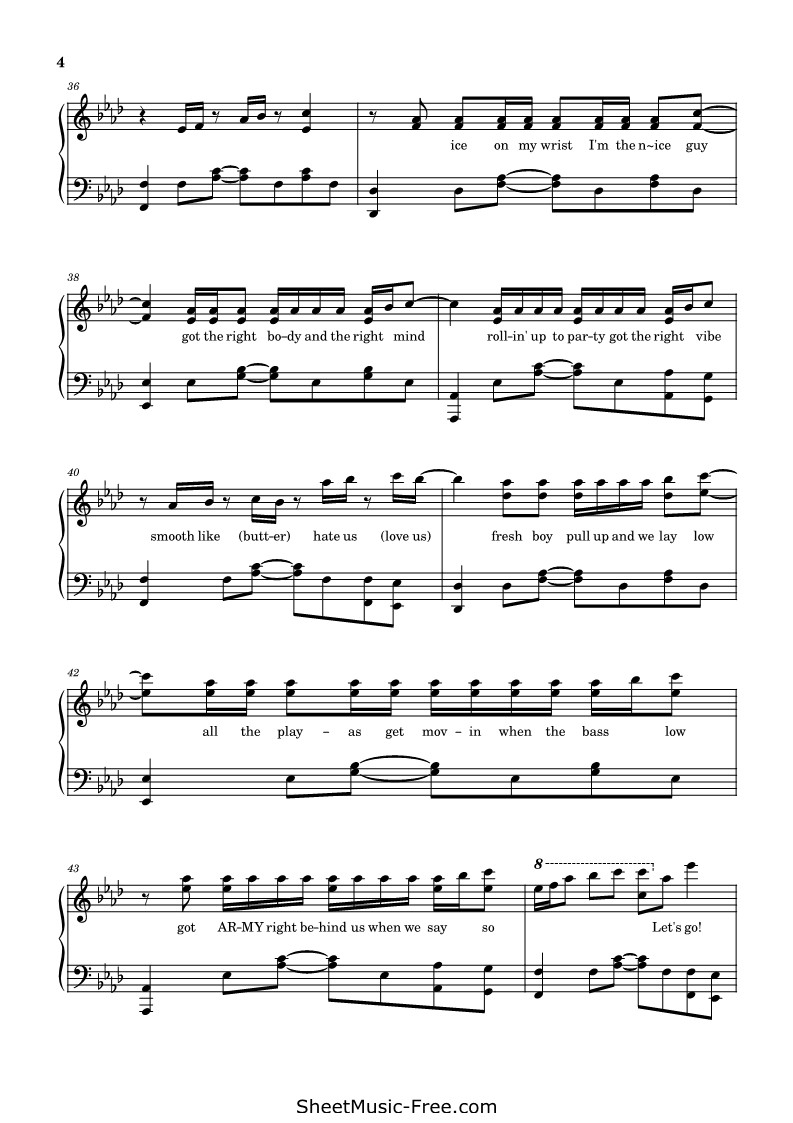 4
36
ice on my wrist I'm the n~ice guy
38
got the right bo-dy and the right mind roll-in' up to par-ty got the right vibe
40
smooth like (butt-er) hate us (love us) fresh boy pull up and we lay low
42
all the play - as get mov - in when the bass low
43
8
got AR-MY right be-hind us when we say so Let's go!
SheetMusic-Free.com